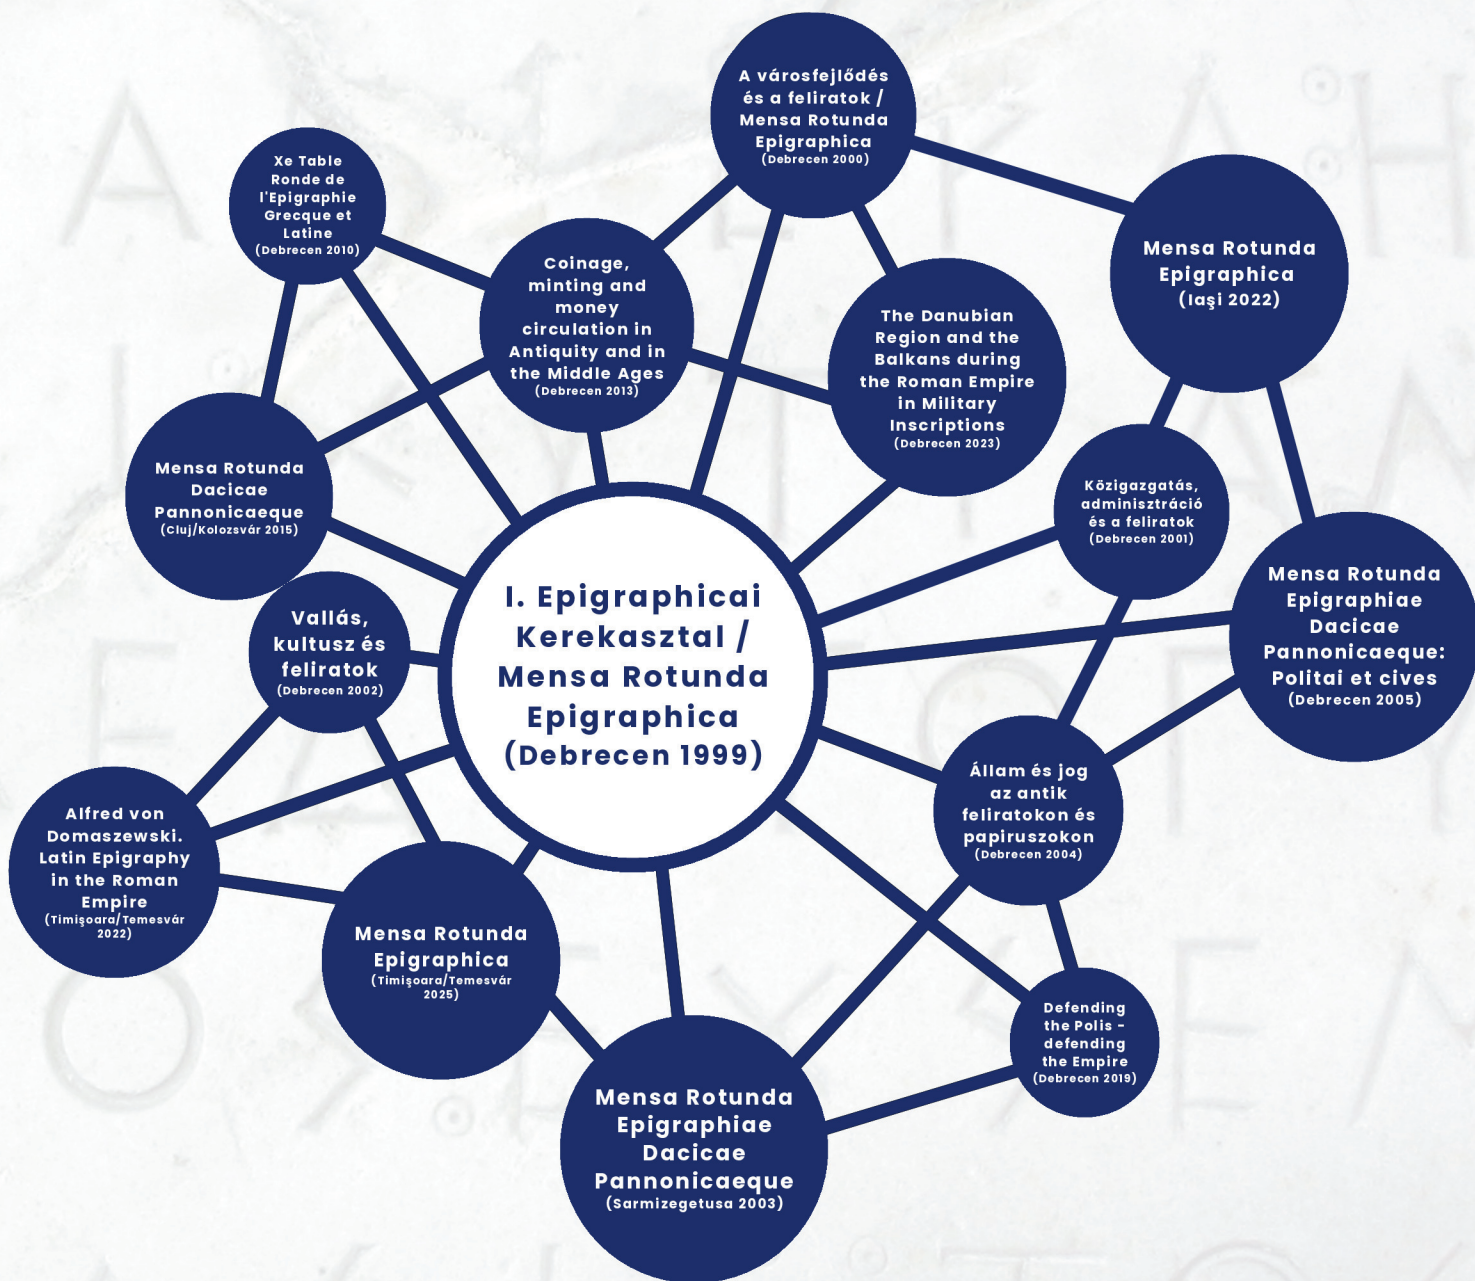 A városfejlődés
és a feliratok /
Mensa Rotunda
Epigraphica
(Debrecen 2000)
Xe Table
Ronde de
l'Epigraphie
Grecque et
Latine
(Debrecen 2010)
Mensa Rotunda
Epigraphica
(Iași 2022)
Coinage,
minting and
money
circulation in
Antiquity and in
the Middle Ages
(Debrecen 2013)
The Danubian
Region and the
Balkans during
the Roman Empire
in Military
Inscriptions
(Debrecen 2023)
Mensa Rotunda
Dacicae
Pannonicaeque
(Cluj/Kolozsvár 2015)
Közigazgatás,
adminisztráció
és a feliratok
(Debrecen 2001)
I. Epigraphicai
Kerekasztal /
Mensa Rotunda
Epigraphica
(Debrecen 1999)
Mensa Rotunda
Epigraphiae
Dacicae
Pannonicaeque:
Politai et cives
(Debrecen 2005)
Vallás,
kultusz és
feliratok
(Debrecen 2002)
Állam és jog
az antik
feliratokon és
papiruszokon
(Debrecen 2004)
Alfred von
Domaszewski.
Latin Epigraphy
in the Roman
Empire
(Timișoara/Temesvár
2022)
Mensa Rotunda
Epigraphica
(Timișoara/Temesvár
2025)
Defending
the Polis -
defending
the Empire
(Debrecen 2019)
Mensa Rotunda
Epigraphiae
Dacicae
Pannonicaeque
(Sarmizegetusa 2003)